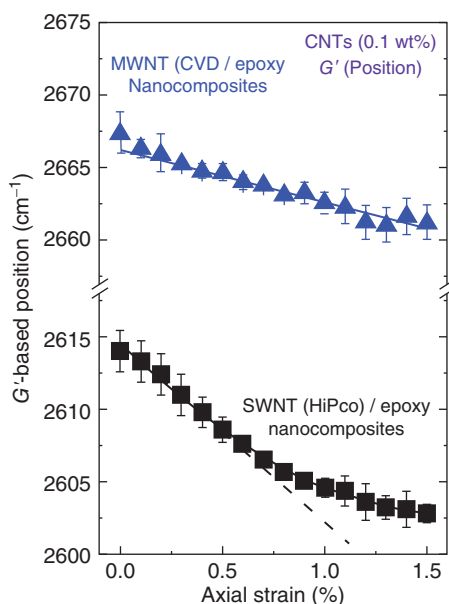 2675
CNTs (0.1 wt%)
G′ (Position)
MWNT (CVD / epoxy
Nanocomposites
2670
2665
2660
G′-based position (cm−1)
2615
2610
SWNT (HiPco) / epoxy
nanocomposites
2605
2600
0.0 0.5 1.0 1.5
Axial strain (%)